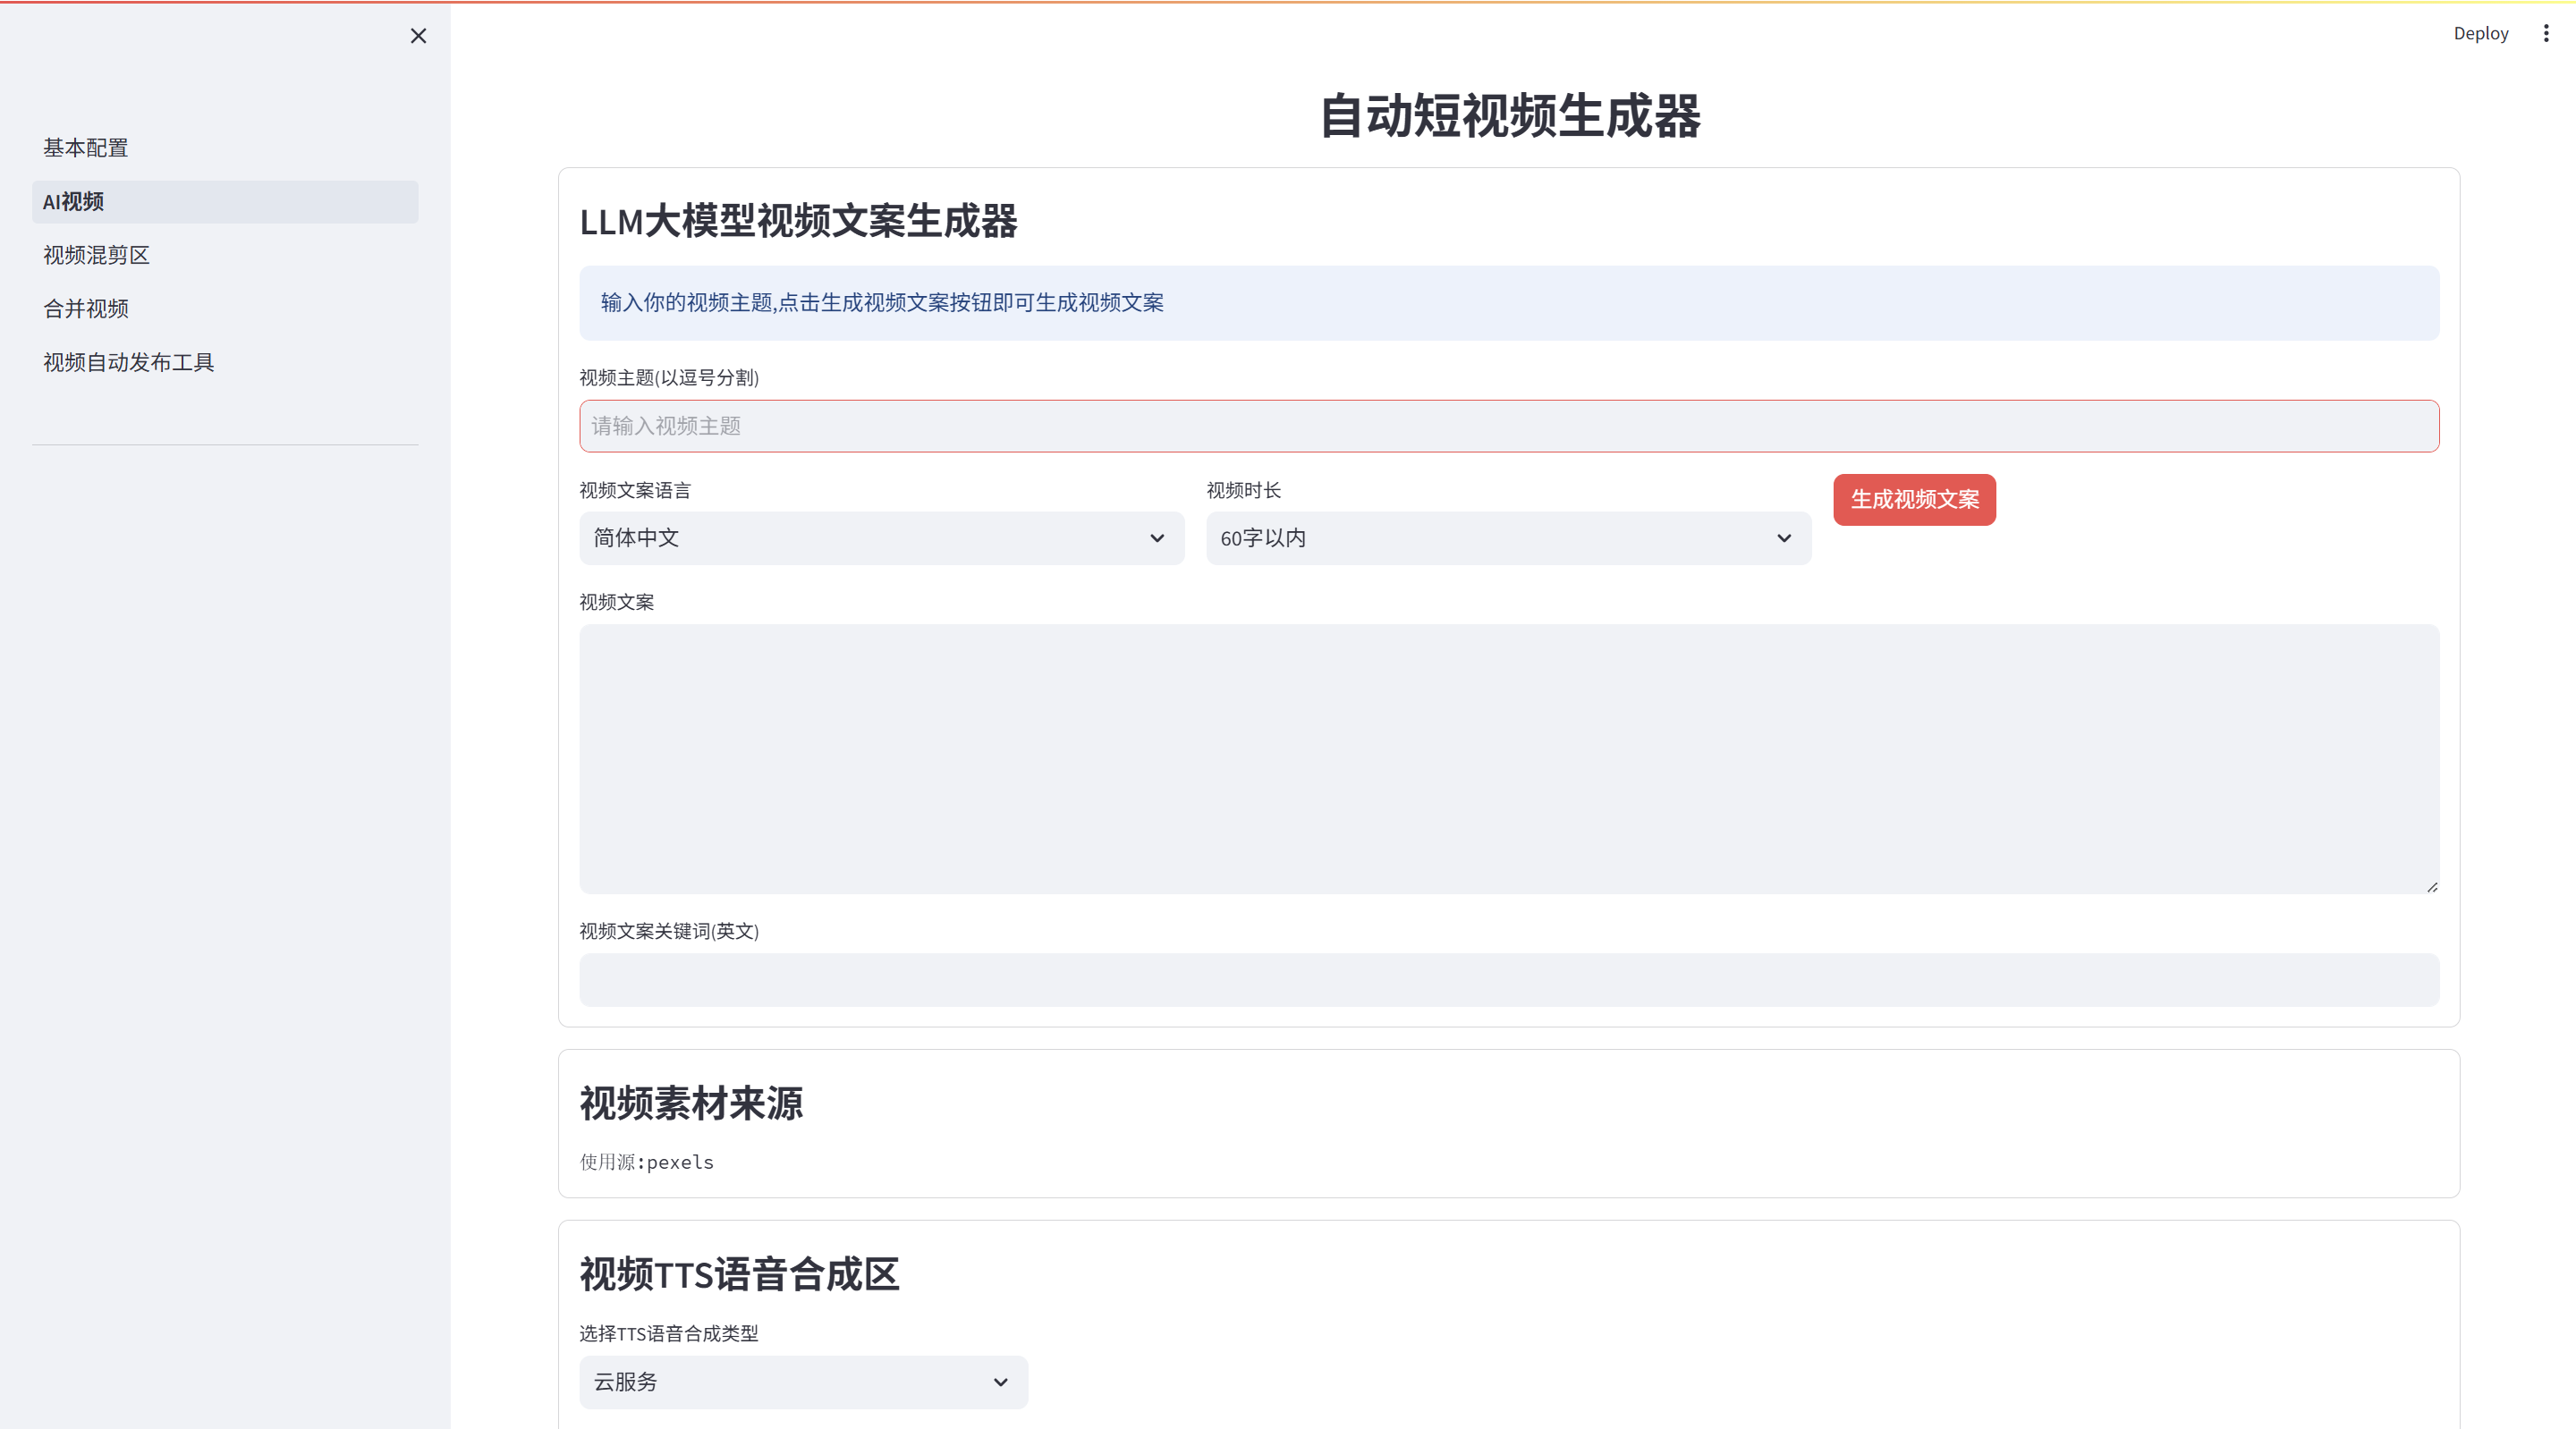 Deploy
基本配置
AI视频
视频混剪区
合并视频
视频自动发布工具
自动短视频生成器
LLM大模型视频文案生成器
输入你的视频主题,点击生成视频文案按钮即可生成视频文案
视频主题(以逗号分割)
请输入视频主题
视频文案语言
简体中文
视频时长
60字以内
生成视频文案
视频文案
视频文案关键词(英文)
视频素材来源
使用源:pexels
视频TTS语音合成区
选择TTS语音合成类型
云服务